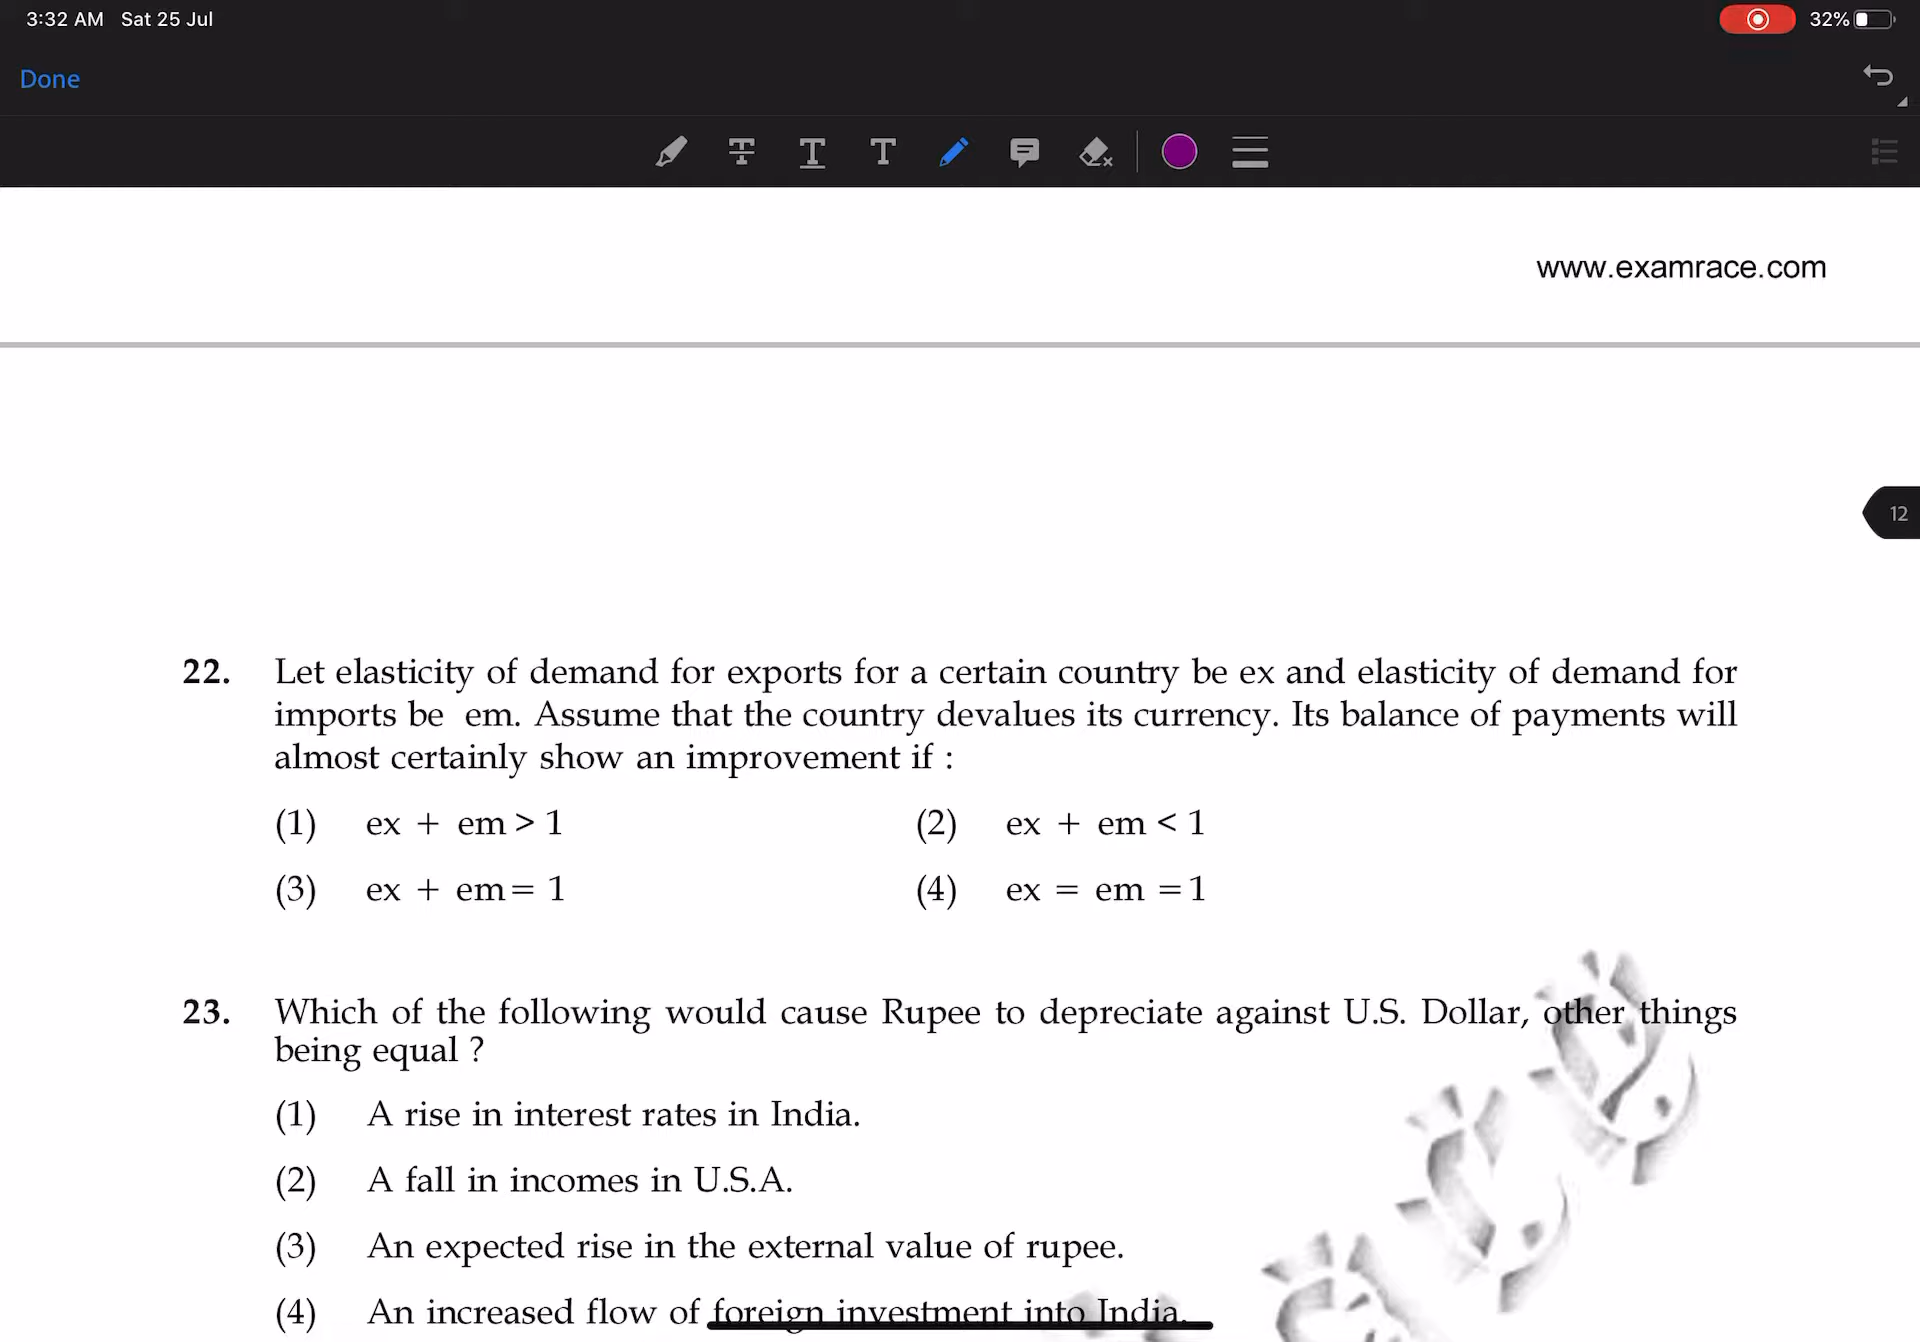 3:32 AM Sat 25 Jul
32%
Done
www.examrace.com
12
22. Let elasticity of demand for exports for a certain country be ex and elasticity of demand for
imports be em. Assume that the country devalues its currency. Its balance of payments will
almost certainly show an improvement if :
(1) ex + em > 1 (2) ex + em < 1
(3) ex + em = 1 (4) ex = em = 1
23. Which of the following would cause Rupee to depreciate against U.S. Dollar, other things
being equal ?
(1) A rise in interest rates in India.
(2) A fall in incomes in U.S.A.
(3) An expected rise in the external value of rupee.
(4) An increased flow of foreign investment into India.